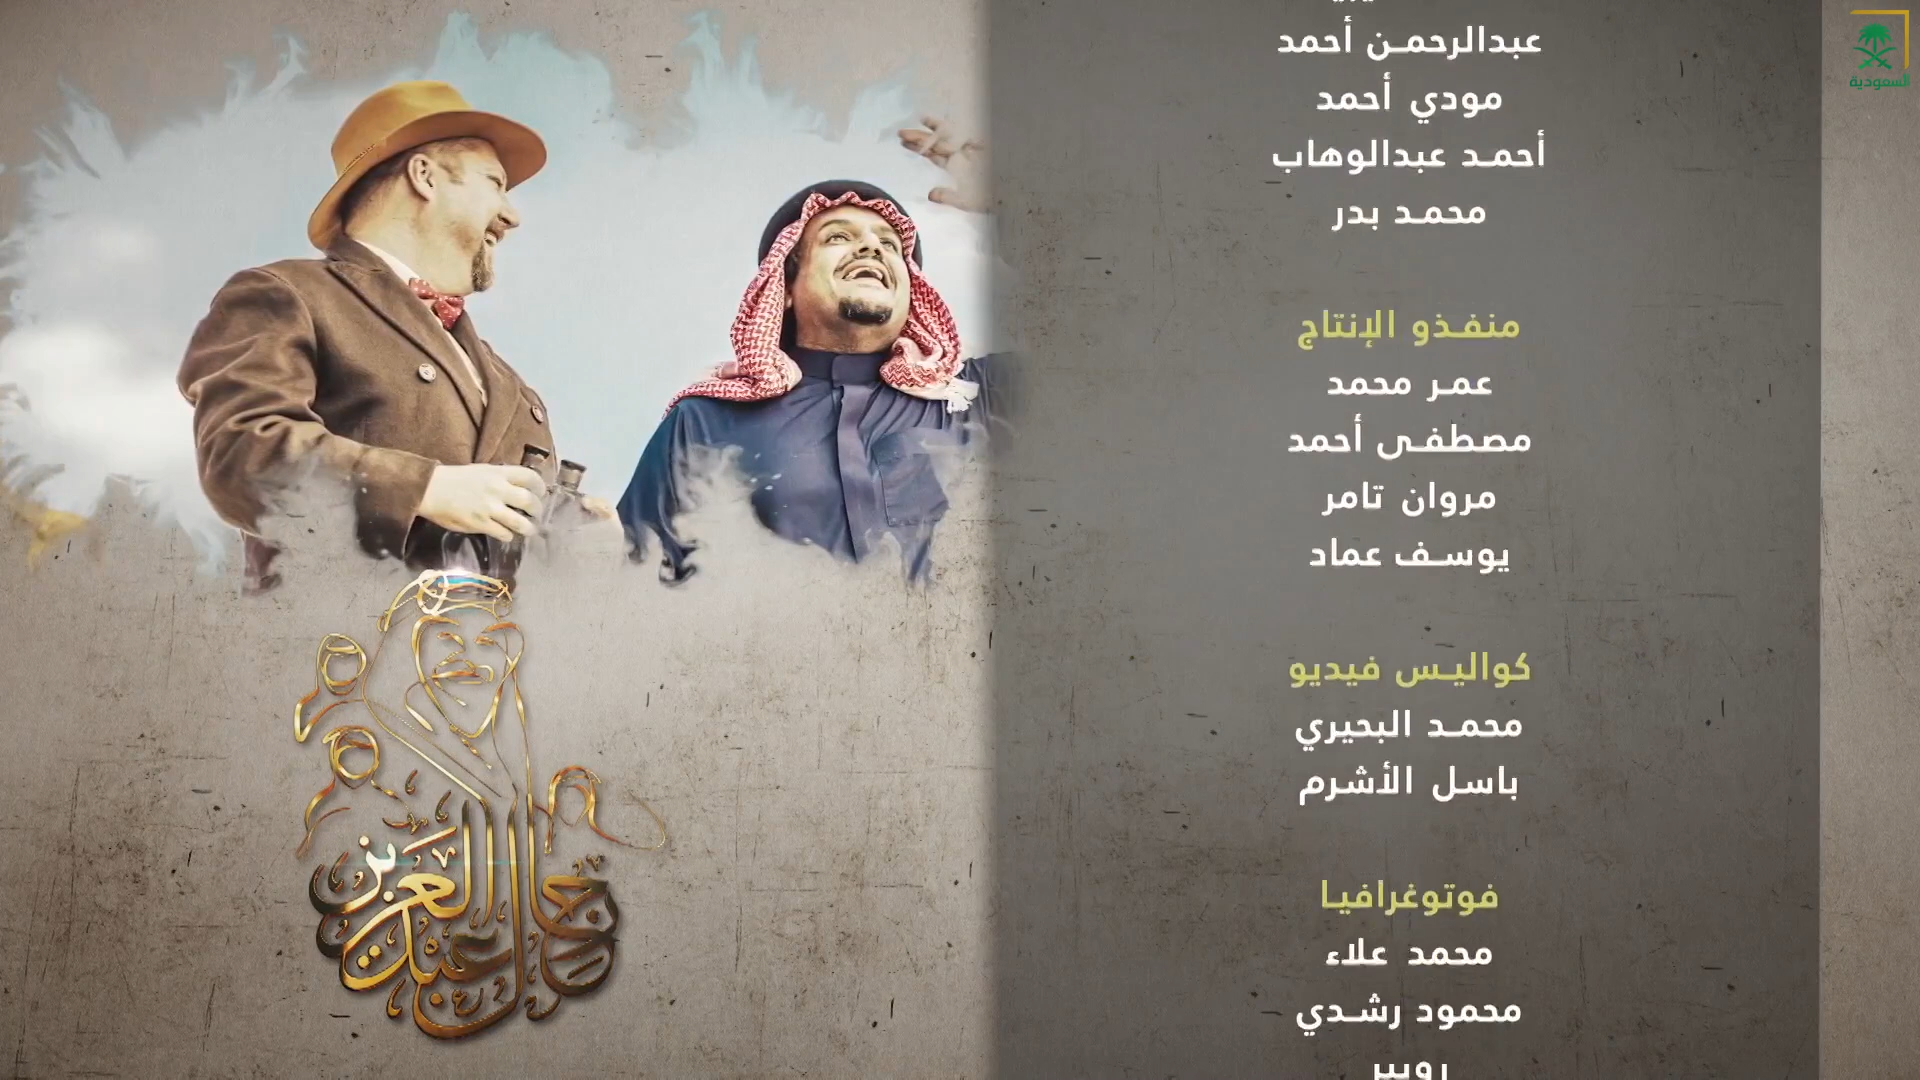 السعودية
عبدالرحمن أحمد
مودي أحمد
أحمد عبدالوهاب
محمد بدر
منفذو الإنتاج
عمر محمد
مصطفى أحمد
مروان تامر
يوسف عماد
كواليس فيديو
محمد البحيري
باسل الأشرم
فوتوغرافيا
محمد علاء
محمود رشدي
رجال عبدالعزيز